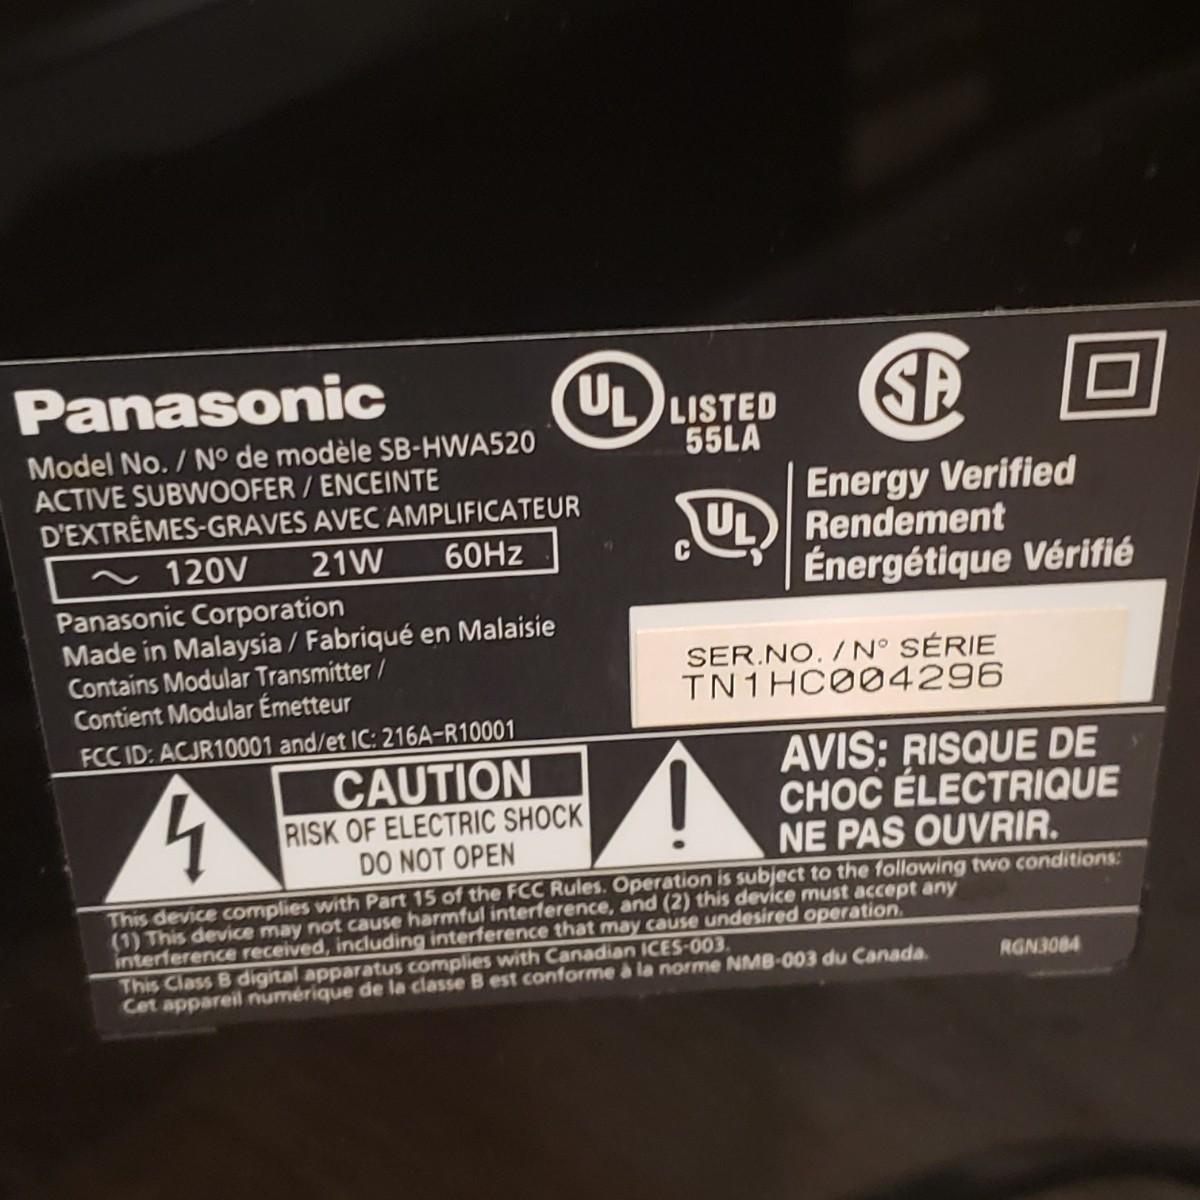 Panasonic
Model No. / Nº de modèle SB-HWA520
ACTIVE SUBWOOFER / ENCEINTE
D'EXTRÊMES-GRAVES AVEC AMPLIFICATEUR
～ 120V 21W 60Hz
Panasonic Corporation
Made in Malaysia / Fabriqué en Malaisie
Contains Modular Transmitter /
Contient Modular Émetteur
FCC ID: ACJR10001 and/et IC: 216A-R10001
UL
LISTED
55LA
SA
C UL
Energy Verified
Rendement
Énergétique Vérifié
SER.NO. / N° SÉRIE
TN1HC004296
CAUTION
RISK OF ELECTRIC SHOCK
DO NOT OPEN
!
AVIS: RISQUE DE
CHOC ÉLECTRIQUE
NE PAS OUVRIR.
This device complies with Part 15 of the FCC Rules. Operation is subject to the following two conditions:
(1) This device may not cause harmful interference, and (2) this device must accept any
interference received, including interference that may cause undesired operation.
This Class B digital apparatus complies with Canadian ICES-003.
Cet appareil numérique de la classe B est conforme à la norme NMB-003 du Canada.
RGN3084